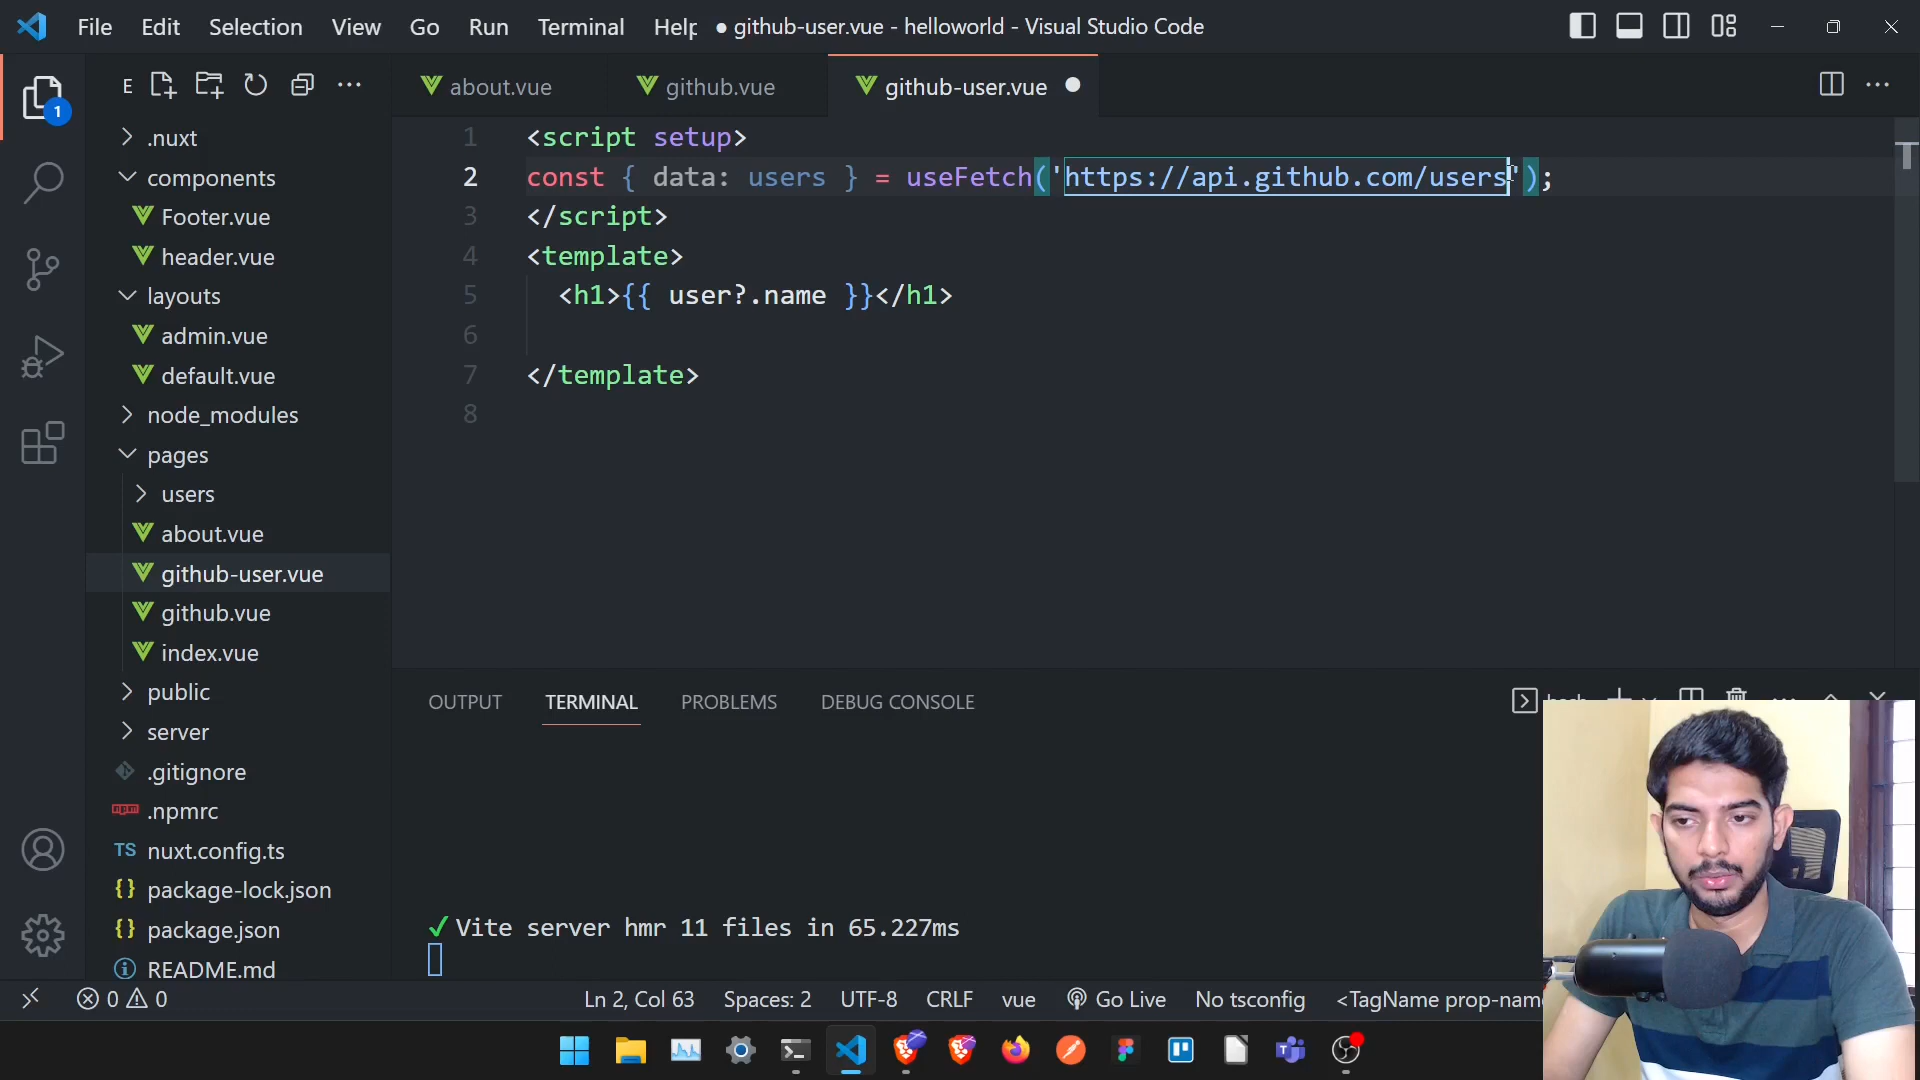 File Edit Selection View Go Run Terminal Help ● github-user.vue - helloworld - Visual Studio Code
E
about.vue github.vue github-user.vue
1
.nuxt
components
Footer.vue
header.vue
layouts
admin.vue
default.vue
node_modules
pages
users
about.vue
github-user.vue
github.vue
index.vue
public
server
.gitignore
.npmrc
TS nuxt.config.ts
{} package-lock.json
{} package.json
README.md
1 <script setup>
2 const { data: users } = useFetch('https://api.github.com/users');
3 </script>
4 <template>
5 <h1>{{ user?.name }}</h1>
6
7 </template>
8
OUTPUT TERMINAL PROBLEMS DEBUG CONSOLE
✓ Vite server hmr 11 files in 65.227ms
0 0 Ln 2, Col 63 Spaces: 2 UTF-8 CRLF vue Go Live No tsconfig <TagName prop-nam